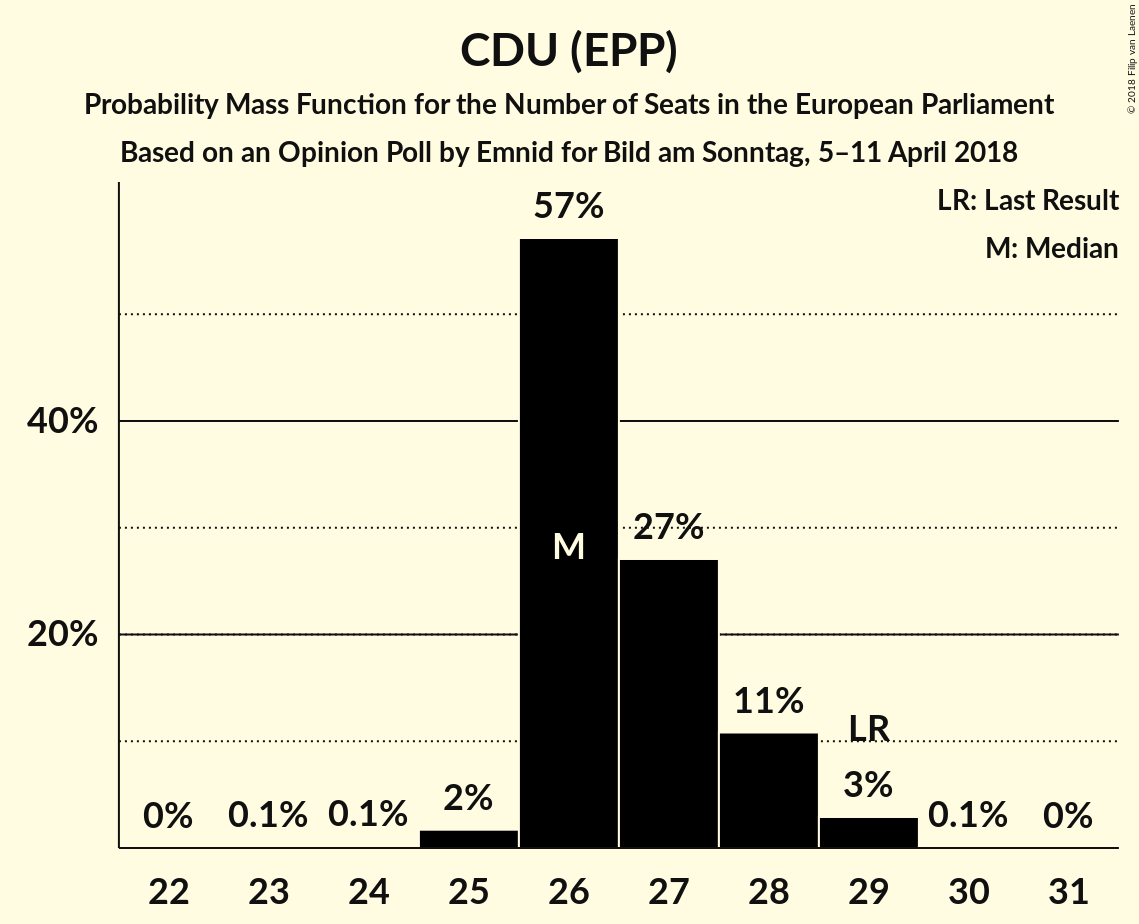 CDU (EPP)
Probability Mass Function for the Number of Seats in the European Parliament
Based on an Opinion Poll by Emnid for Bild am Sonntag, 5–11 April 2018
© 2018 Filip van Laenen
LR: Last Result
M: Median
57%
40%
27%
M
20%
11%
LR
3%
2%
0% 0.1% 0.1% 0.1% 0%
22 23 24 25 26 27 28 29 30 31